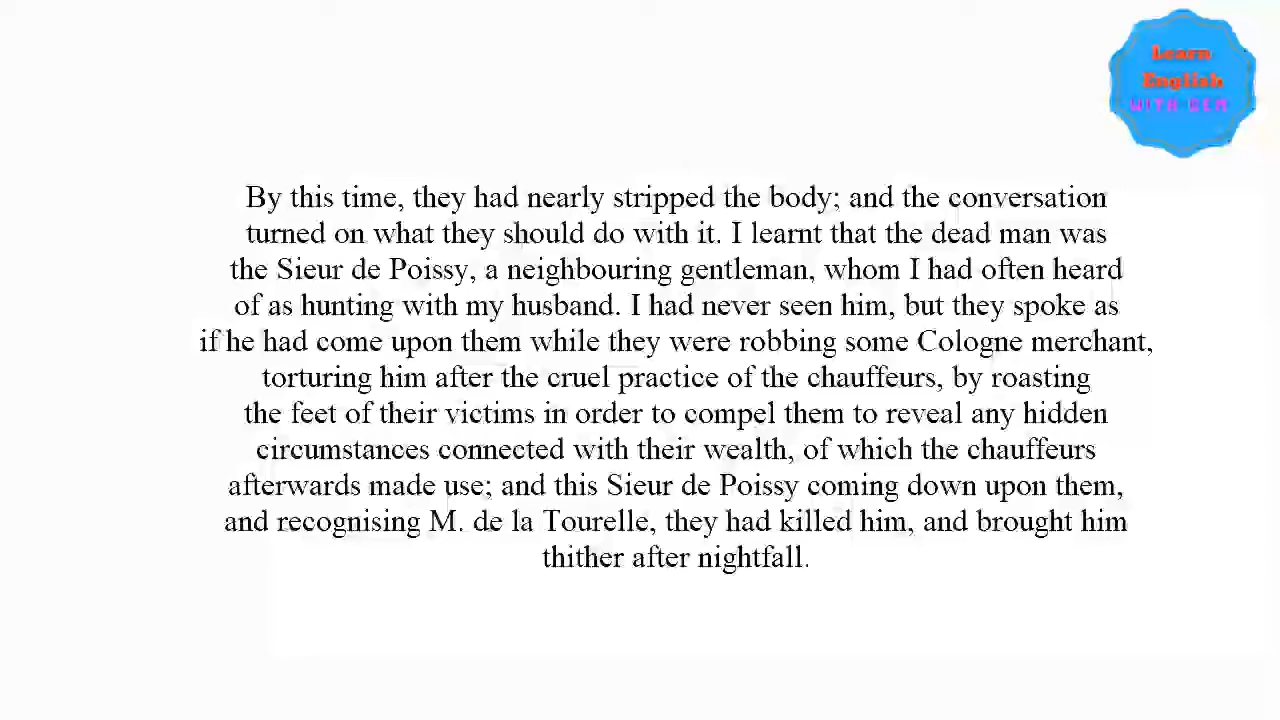 Learn
English
WITH GEM
By this time, they had nearly stripped the body; and the conversation
turned on what they should do with it. I learnt that the dead man was
the Sieur de Poissy, a neighbouring gentleman, whom I had often heard
of as hunting with my husband. I had never seen him, but they spoke as
if he had come upon them while they were robbing some Cologne merchant,
torturing him after the cruel practice of the chauffeurs, by roasting
the feet of their victims in order to compel them to reveal any hidden
circumstances connected with their wealth, of which the chauffeurs
afterwards made use; and this Sieur de Poissy coming down upon them,
and recognising M. de la Tourelle, they had killed him, and brought him
thither after nightfall.